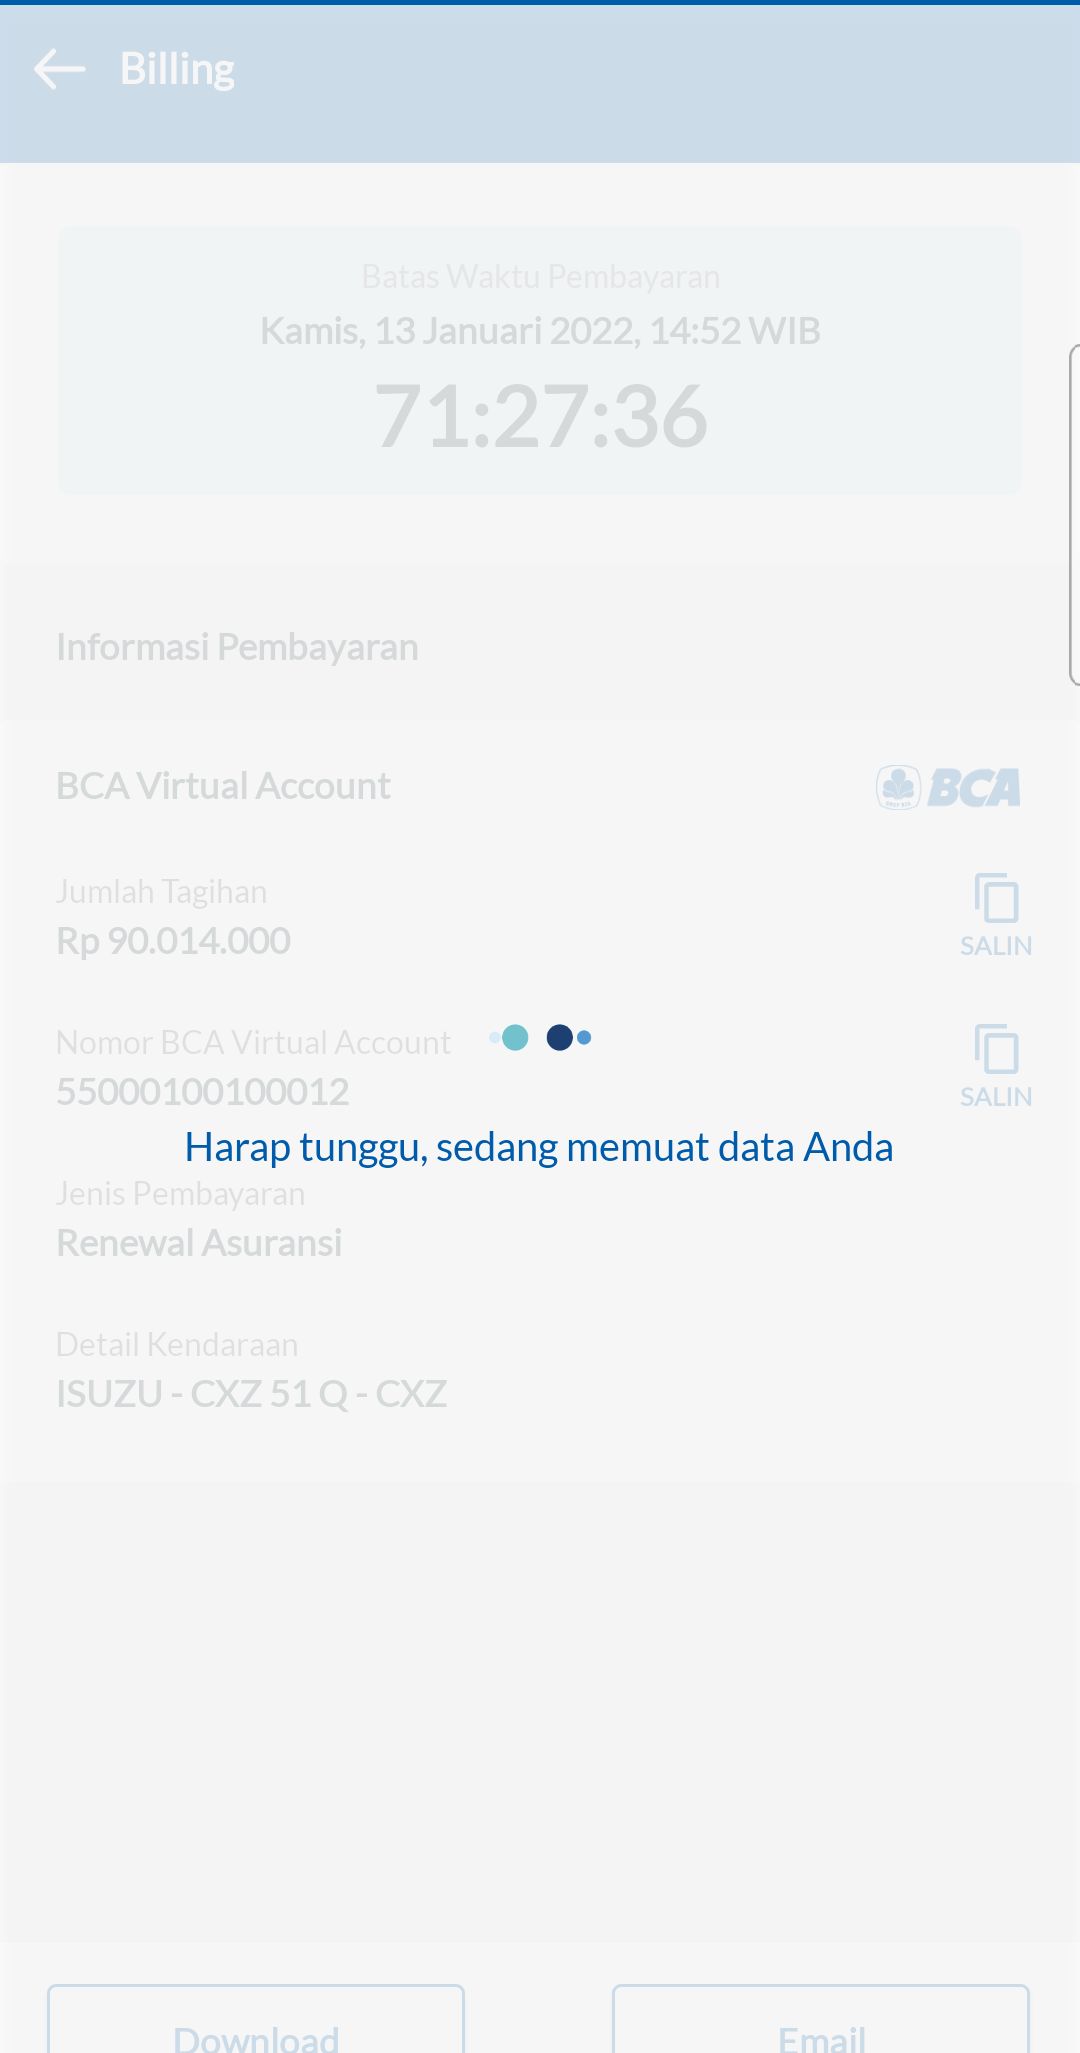 Billing
Batas Waktu Pembayaran
Kamis, 13 Januari 2022, 14:52 WIB
71:27:36
Informasi Pembayaran
BCA Virtual Account
BCA
Jumlah Tagihan
Rp 90.014.000
SALIN
Nomor BCA Virtual Account
55000100100012
SALIN
Harap tunggu, sedang memuat data Anda
Jenis Pembayaran
Renewal Asuransi
Detail Kendaraan
ISUZU - CXZ 51 Q - CXZ
Download
Email